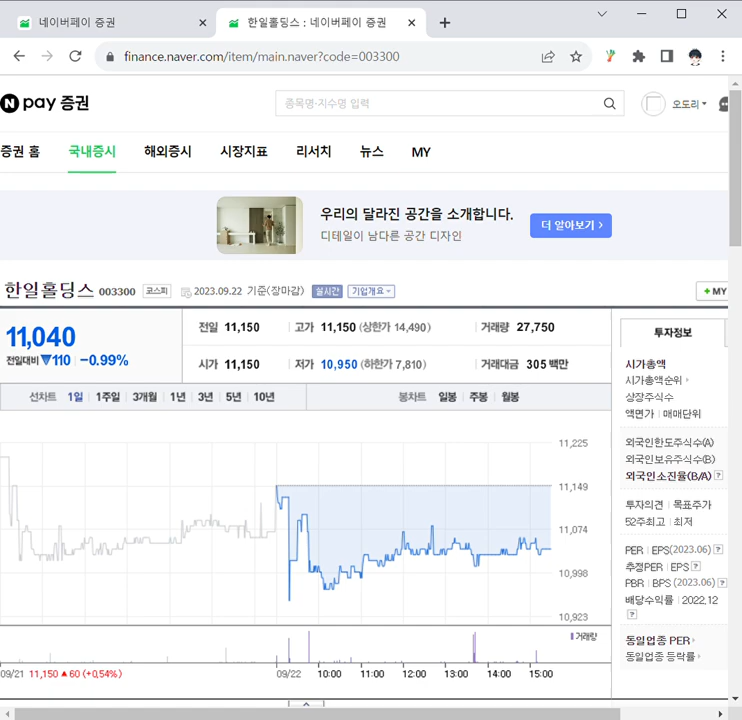 네이버페이 증권
한일홀딩스 : 네이버페이 증권
finance.naver.com/item/main.naver?code=003300
N pay 증권
종목명·지수명 입력
오도리
증권 홈 국내증시 해외증시 시장지표 리서치 뉴스 MY
우리의 달라진 공간을 소개합니다.
디테일이 남다른 공간 디자인
더 알아보기 >
한일홀딩스 003300 코스피 2023.09.22 기준(장마감) 실시간 기업개요
+ MY
11,040
전일대비 ▼110 -0.99%
전일 11,150 고가 11,150 (상한가 14,490) 거래량 27,750
시가 11,150 저가 10,950 (하한가 7,810) 거래대금 305 백만
선차트 1일 1주일 3개월 1년 3년 5년 10년 봉차트 일봉 주봉 월봉
11,225
11,149
11,074
10,998
10,923
거래량
09/21 11,150 ▲60 (+0.54%) 09/22 10:00 11:00 12:00 13:00 14:00 15:00
투자정보
시가총액
시가총액순위
상장주식수
액면가 | 매매단위
외국인한도주식수(A)
외국인보유주식수(B)
외국인소진율(B/A) ?
투자의견 | 목표주가
52주최고 | 최저
PER | EPS(2023.06) ?
추정PER | EPS ?
PBR | BPS (2023.06) ?
배당수익률 | 2022.12
?
동일업종 PER
동일업종 등락률